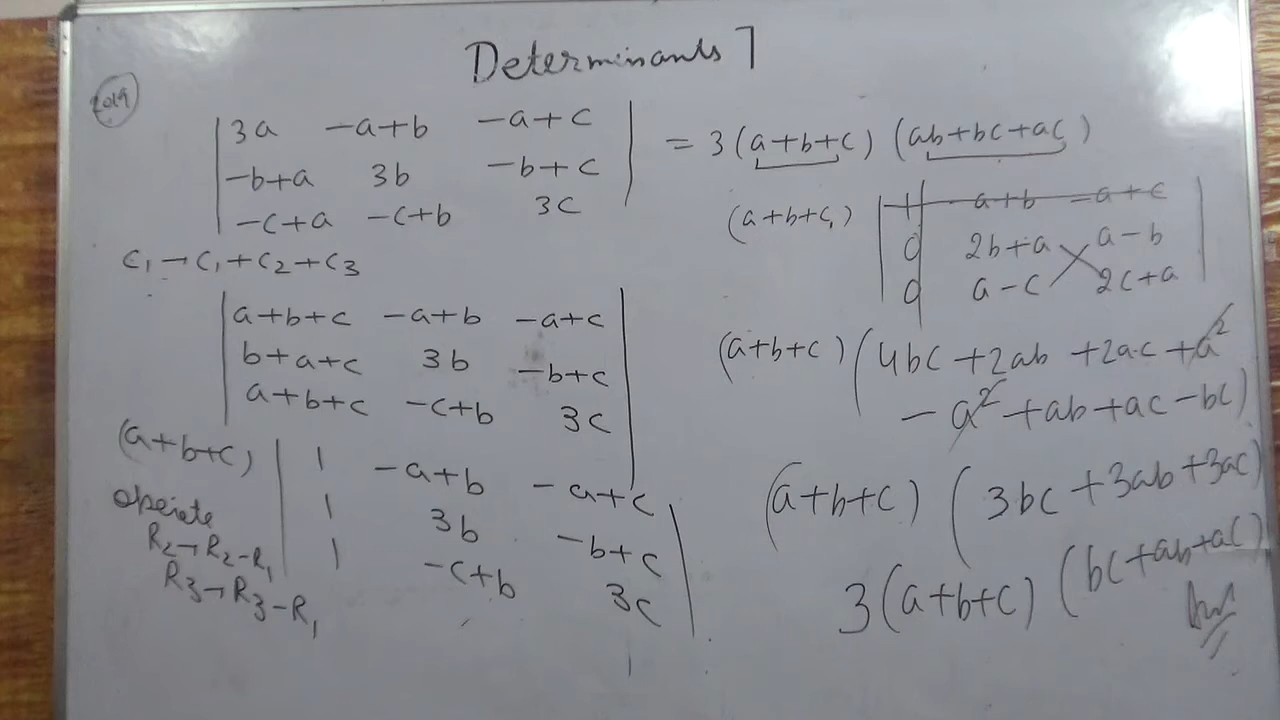 Determinants 7
2019
| 3a -a+b -a+c |
| -b+a 3b -b+c | = 3(a+b+c) (ab+bc+ac)
| -c+a -c+b 3c |
C₁→C₁+C₂+C₃
| a+b+c -a+b -a+c |
| b+a+c 3b -b+c |
| a+b+c -c+b 3c |
(a+b+c) | 1 -a+b -a+c |
operate | 1 3b -b+c |
R₂→R₂-R₁ | 1 -c+b 3c |
R₃→R₃-R₁
(a+b+c) | 1 -a+b -a+c |
| 0 2b+a a-b |
| 0 a-c 2c+a |
(a+b+c) (4bc+2ab+2ac+a²
-a²+ab+ac-bc)
(a+b+c) (3bc+3ab+3ac)
3(a+b+c) (bc+ab+ac)
Ans